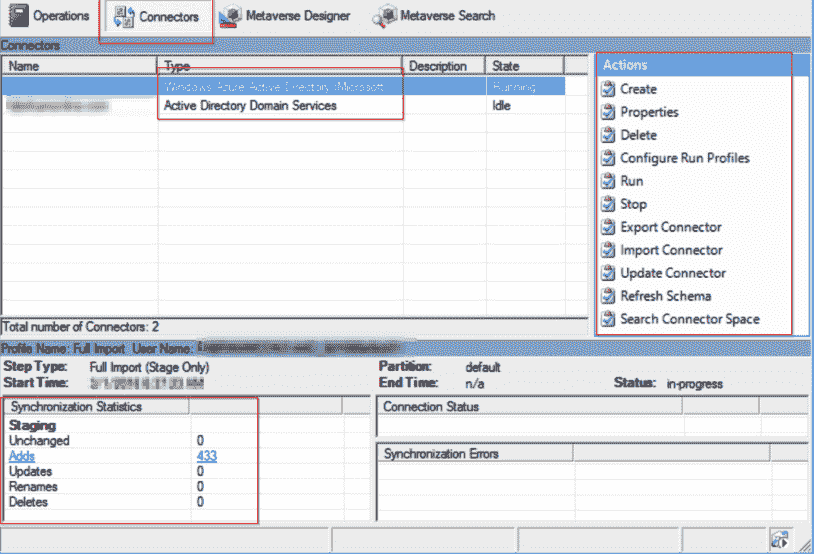 Operations Connectors Metaverse Designer Metaverse Search
Connectors
Name Type Description State
Windows Azure Active Directory (Microsoft Running
Active Directory Domain Services Idle
Total number of Connectors: 2
Actions
Create
Properties
Delete
Configure Run Profiles
Run
Stop
Export Connector
Import Connector
Update Connector
Refresh Schema
Search Connector Space
Profile Name: Full Import User Name:
Step Type: Full Import (Stage Only) Partition: default
Start Time: End Time: n/a Status: in-progress
Synchronization Statistics
Staging
Unchanged 0
Adds 433
Updates 0
Renames 0
Deletes 0
Connection Status
Synchronization Errors